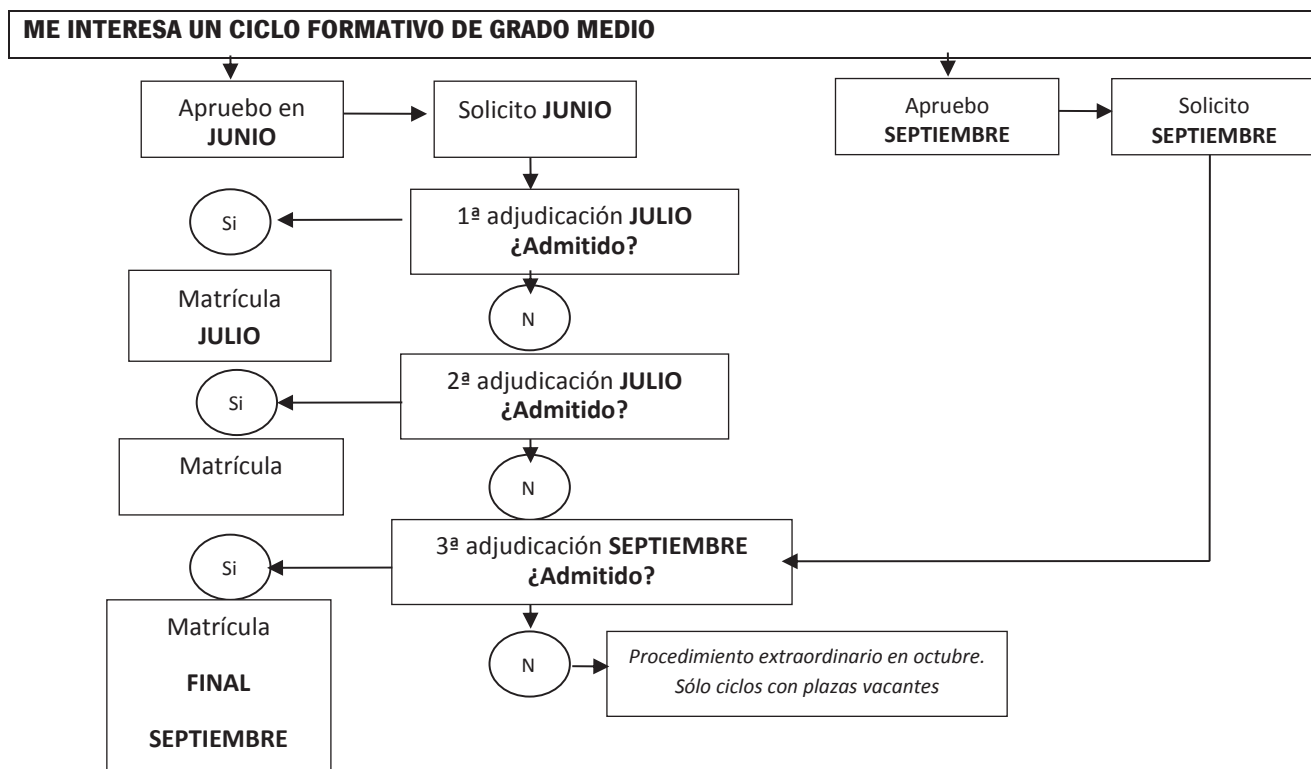 ME INTERESA UN CICLO FORMATIVO DE GRADO MEDIO
Apruebo en
JUNIO
Solicito JUNIO
Apruebo
SEPTIEMBRE
Solicito
SEPTIEMBRE
Si
1ª adjudicación JULIO
¿Admitido?
Matrícula
JULIO
N
Si
2ª adjudicación JULIO
¿Admitido?
Matrícula
N
Si
3ª adjudicación SEPTIEMBRE
¿Admitido?
Matrícula
FINAL
SEPTIEMBRE
N
Procedimiento extraordinario en octubre.
Sólo ciclos con plazas vacantes